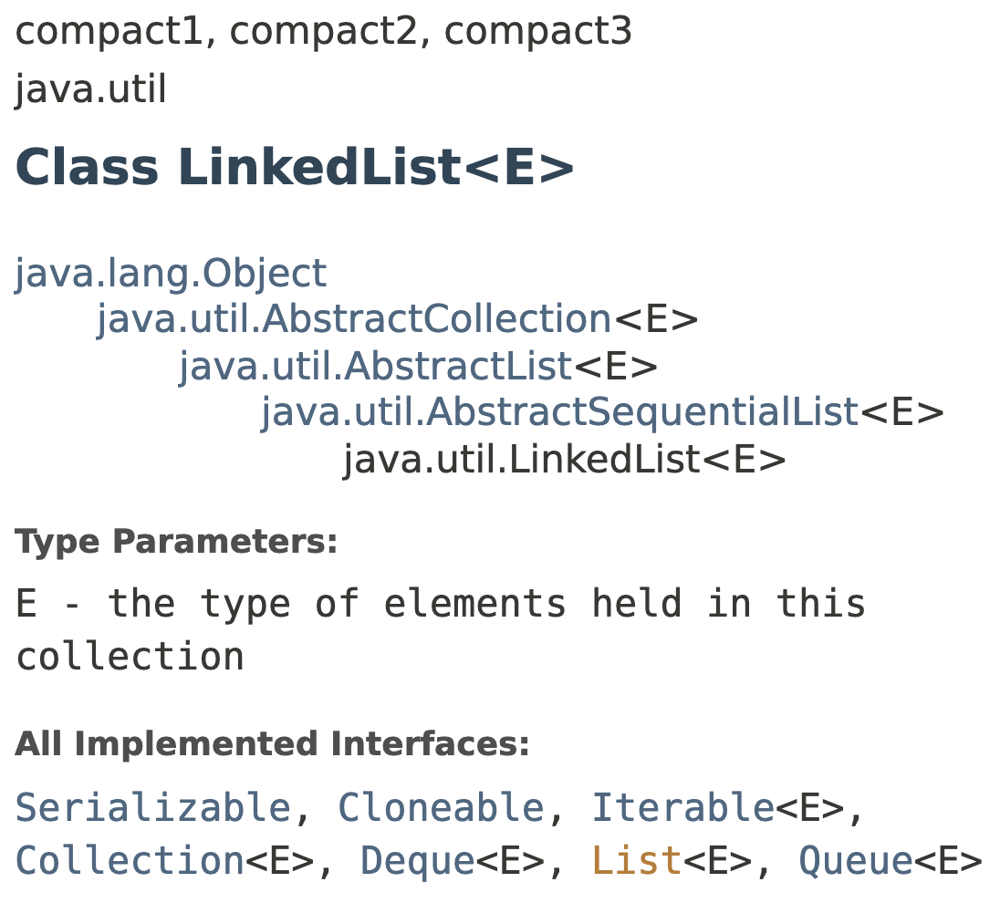 compact1, compact2, compact3
java.util
Class LinkedList<E>
java.lang.Object
java.util.AbstractCollection<E>
java.util.AbstractList<E>
java.util.AbstractSequentialList<E>
java.util.LinkedList<E>
Type Parameters:
E - the type of elements held in this
collection
All Implemented Interfaces:
Serializable, Cloneable, Iterable<E>,
Collection<E>, Deque<E>, List<E>, Queue<E>